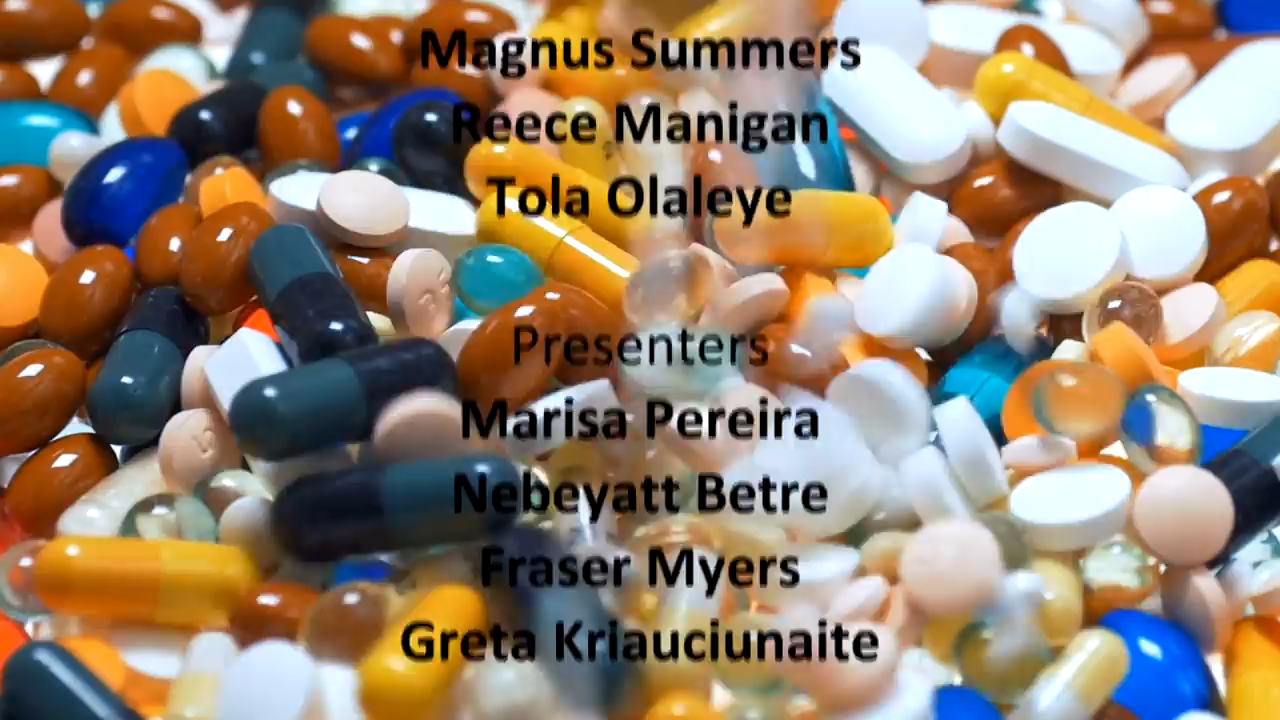 Magnus Summers
Reece Manigan
Tola Olaleye
Presenters
Marisa Pereira
Nebeyatt Betre
Fraser Myers
Greta Kriauciunaite